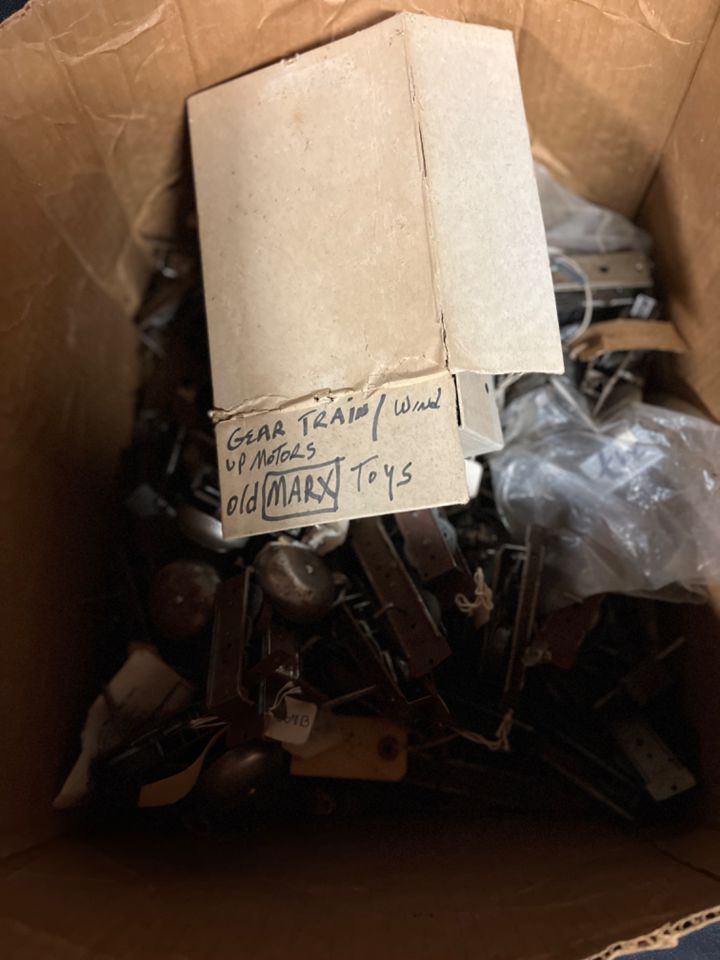 GEAR TRAIN/ WIND
UP MOTORS
old MARX Toys